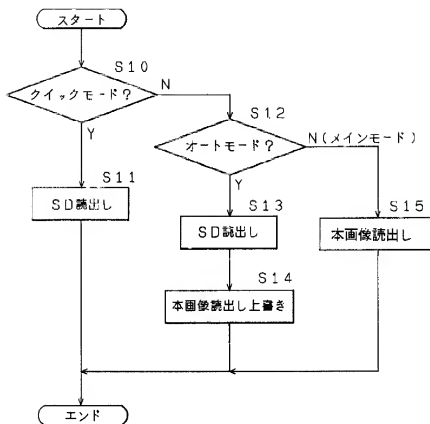 スタート
S10
クイックモード?
N
Y
S12
オートモード?
N(メインモード)
Y
S11
SD読出し
S13
SD読出し
S15
本画像読出し
S14
本画像読出し上書き
エンド